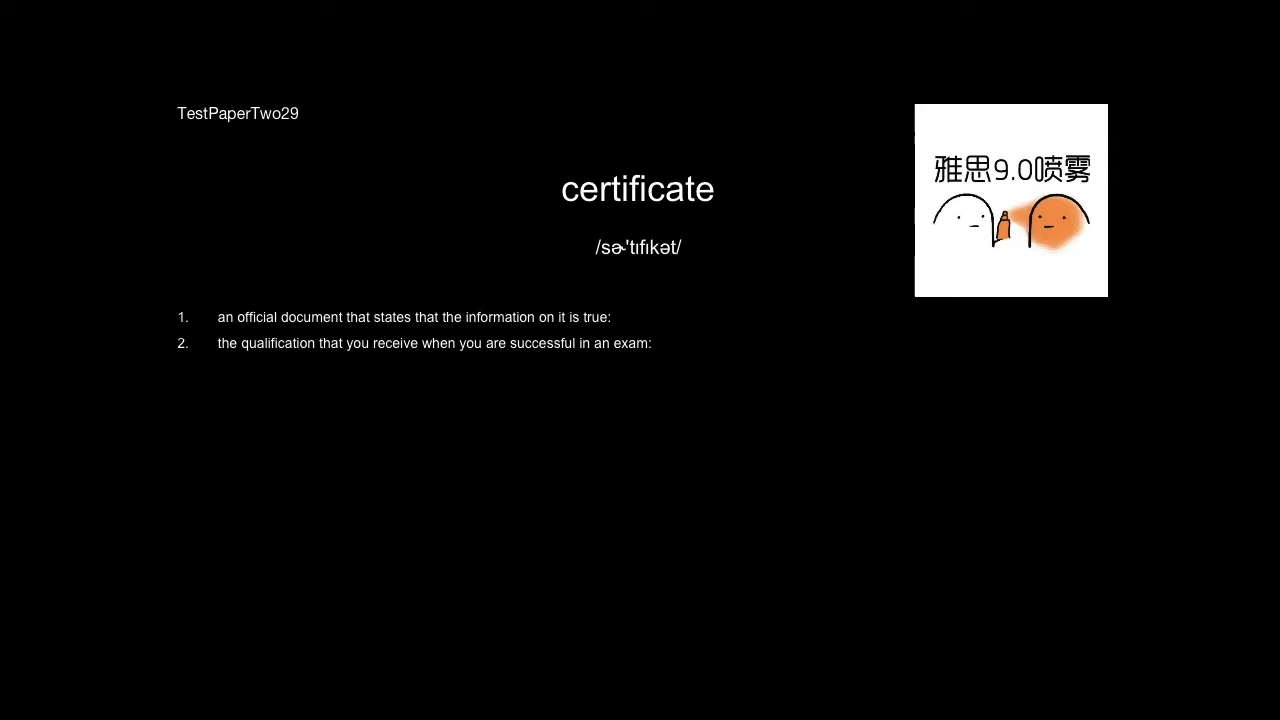 TestPaperTwo29
雅思9.0喷雾
certificate
/sɚˈtɪfɪkət/
1. an official document that states that the information on it is true:
2. the qualification that you receive when you are successful in an exam: